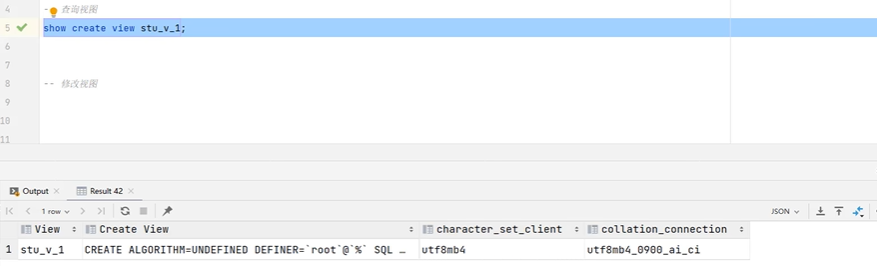 4 -- 查询视图
5 show create view stu_v_1;
6
7
8 -- 修改视图
9
10
11
Output × Result 42 ×
1 row JSON
View Create View character_set_client collation_connection
1 stu_v_1 CREATE ALGORITHM=UNDEFINED DEFINER=`root`@`%` SQL … utf8mb4 utf8mb4_0900_ai_ci